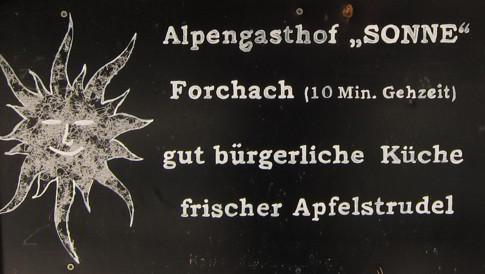 Alpengasthof „SONNE“
Forchach (10 Min. Gehzeit)
gut bürgerliche Küche
frischer Apfelstrudel